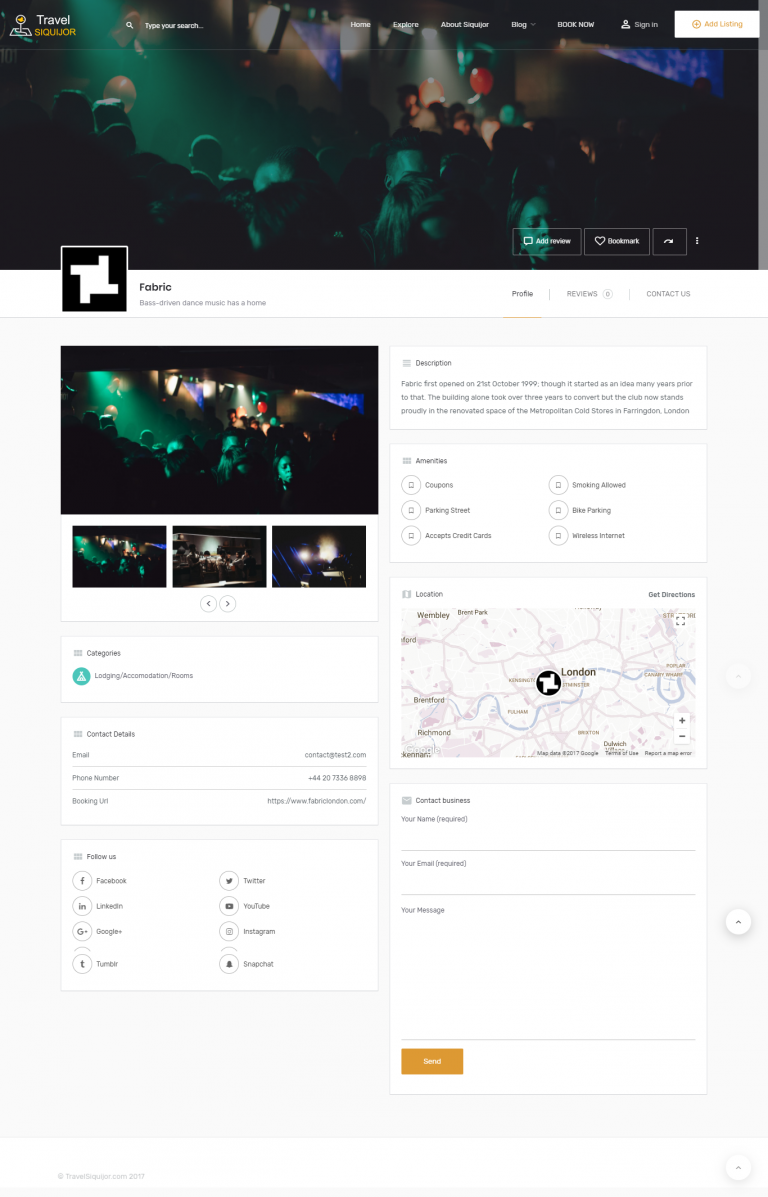 Travel
SIQUIJOR
Type your search...
Home
Explore
About Siquijor
Blog
BOOK NOW
Sign in
Add Listing
Add review
Bookmark
Fabric
Bass-driven dance music has a home
Profile
REVIEWS 0
CONTACT US
Description
Fabric first opened on 21st October 1999; though it started as an idea many years prior
to that. The building alone took over three years to convert but the club now stands
proudly in the renovated space of the Metropolitan Cold Stores in Farringdon, London
Amenities
Coupons
Smoking Allowed
Parking Street
Bike Parking
Accepts Credit Cards
Wireless Internet
Location
Get Directions
Wembley
Brent Park
London
KENSINGT
TMINSTER
POPLAR
CANARY WHARF
Brentford
FULHAM
Richmond
BRIXTON
Dulwich
Google
Map data ©2017 Google
Terms of Use
Report a map error
Categories
Lodging/Accomodation/Rooms
Contact Details
Email
contact@test2.com
Phone Number
+44 20 7336 8898
Booking Url
https://www.fabriclondon.com/
Follow us
Facebook
Twitter
LinkedIn
YouTube
Google+
Instagram
Tumblr
Snapchat
Contact business
Your Name (required)
Your Email (required)
Your Message
Send
© TravelSiquijor.com 2017